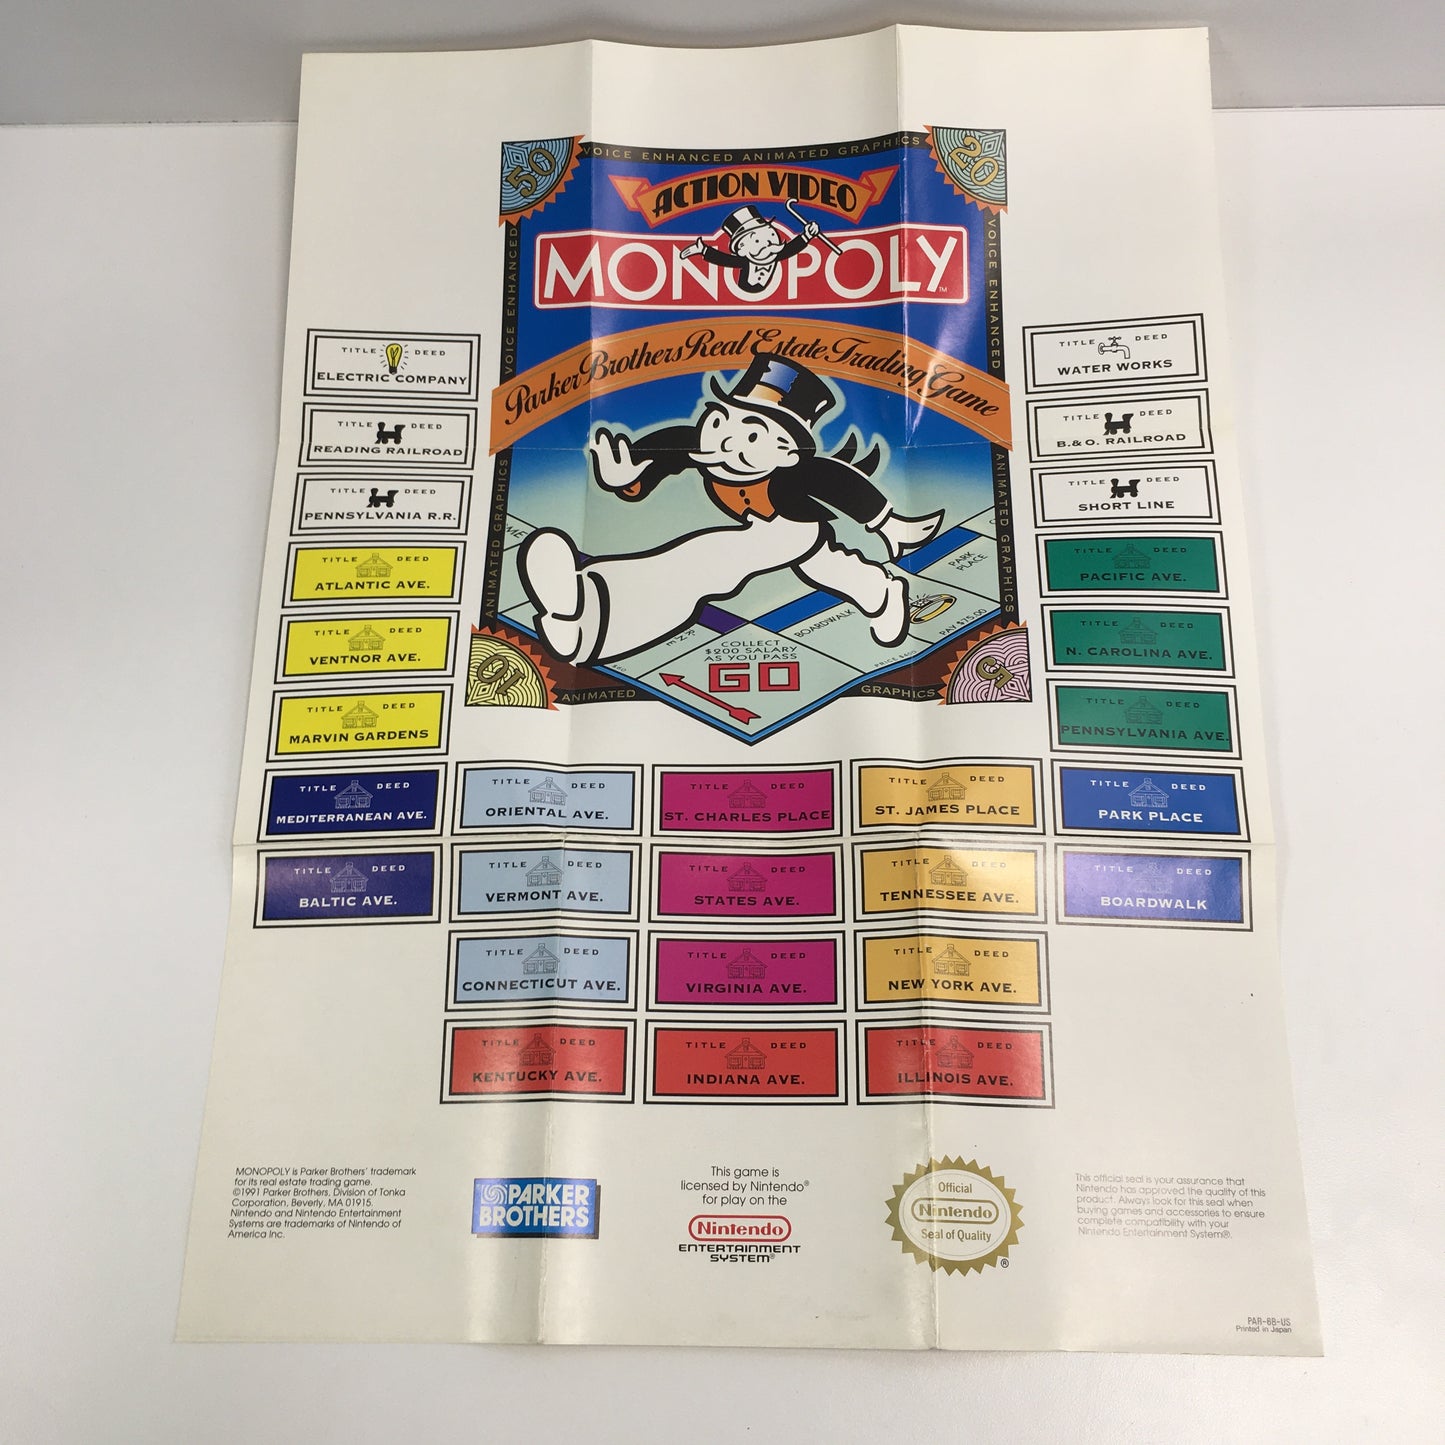 VOICE ENHANCED ANIMATED GRAPHICS
50
20
ACTION VIDEO
MONOPOLY™
VOICE ENHANCED
VOICE ENHANCED
Parker Brothers Real Estate Trading Game
ANIMATED GRAPHICS
ANIMATED GRAPHICS
PARK
PLACE
BOARDWALK
PAY $75.00
PRICE $400
COLLECT
$200 SALARY
AS YOU PASS
GO
10
5
ANIMATED
GRAPHICS
TITLE DEED
ELECTRIC COMPANY
TITLE DEED
READING RAILROAD
TITLE DEED
PENNSYLVANIA R.R.
TITLE DEED
ATLANTIC AVE.
TITLE DEED
VENTNOR AVE.
TITLE DEED
MARVIN GARDENS
TITLE DEED
WATER WORKS
TITLE DEED
B.&O. RAILROAD
TITLE DEED
SHORT LINE
TITLE DEED
PACIFIC AVE.
TITLE DEED
N. CAROLINA AVE.
TITLE DEED
PENNSYLVANIA AVE.
TITLE DEED
MEDITERRANEAN AVE.
TITLE DEED
ORIENTAL AVE.
TITLE DEED
ST. CHARLES PLACE
TITLE DEED
ST. JAMES PLACE
TITLE DEED
PARK PLACE
TITLE DEED
BALTIC AVE.
TITLE DEED
VERMONT AVE.
TITLE DEED
STATES AVE.
TITLE DEED
TENNESSEE AVE.
TITLE DEED
BOARDWALK
TITLE DEED
CONNECTICUT AVE.
TITLE DEED
VIRGINIA AVE.
TITLE DEED
NEW YORK AVE.
TITLE DEED
KENTUCKY AVE.
TITLE DEED
INDIANA AVE.
TITLE DEED
ILLINOIS AVE.
MONOPOLY is Parker Brothers' trademark
for its real estate trading game.
©1991 Parker Brothers, Division of Tonka
Corporation, Beverly, MA 01915.
Nintendo and Nintendo Entertainment
Systems are trademarks of Nintendo of
America Inc.
PARKER
BROTHERS
This game is
licensed by Nintendo®
for play on the
Nintendo
ENTERTAINMENT
SYSTEM®
Official
Nintendo
Seal of Quality
®
This official seal is your assurance that
Nintendo has approved the quality of this
product. Always look for this seal when
buying games and accessories to ensure
complete compatibility with your
Nintendo Entertainment System®.
PAR-6B-US
Printed in Japan